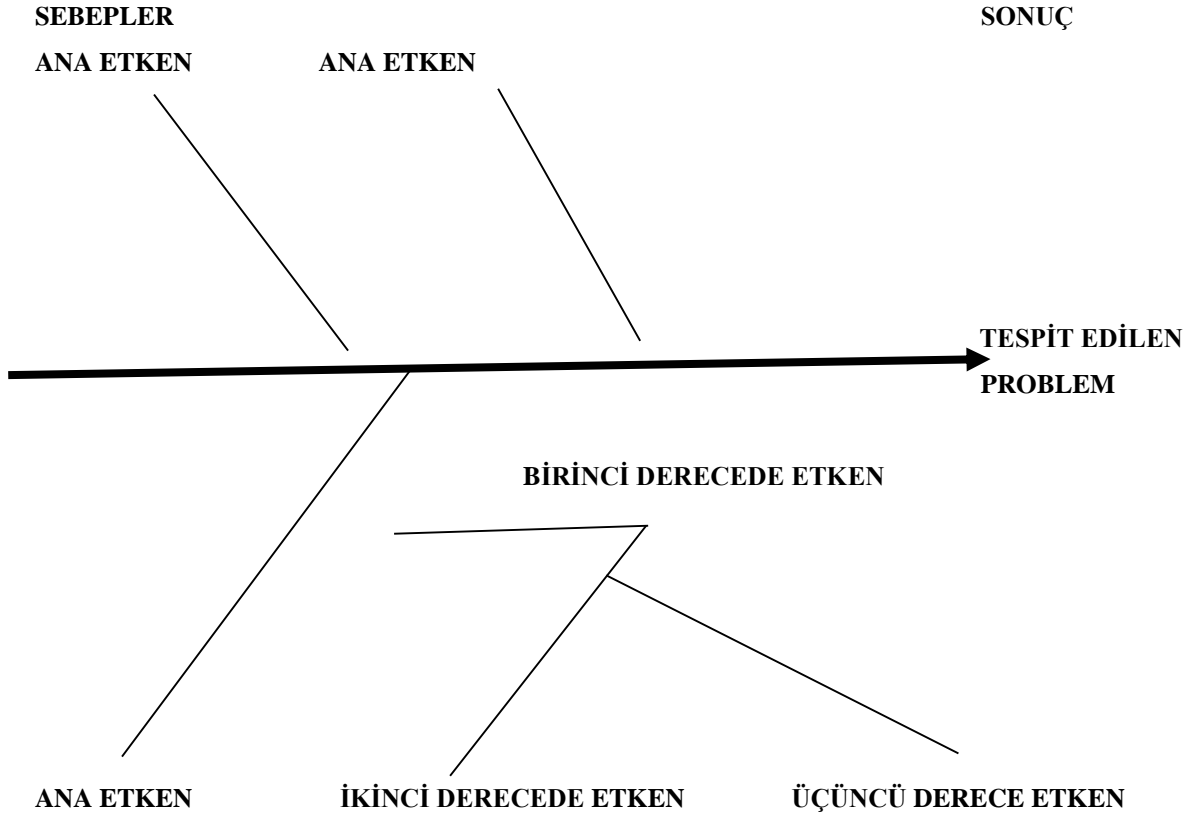 SEBEPLER SONUÇ
ANA ETKEN ANA ETKEN
TESPİT EDİLEN
PROBLEM
BİRİNCİ DERECEDE ETKEN
ANA ETKEN İKİNCİ DERECEDE ETKEN ÜÇÜNCÜ DERECE ETKEN